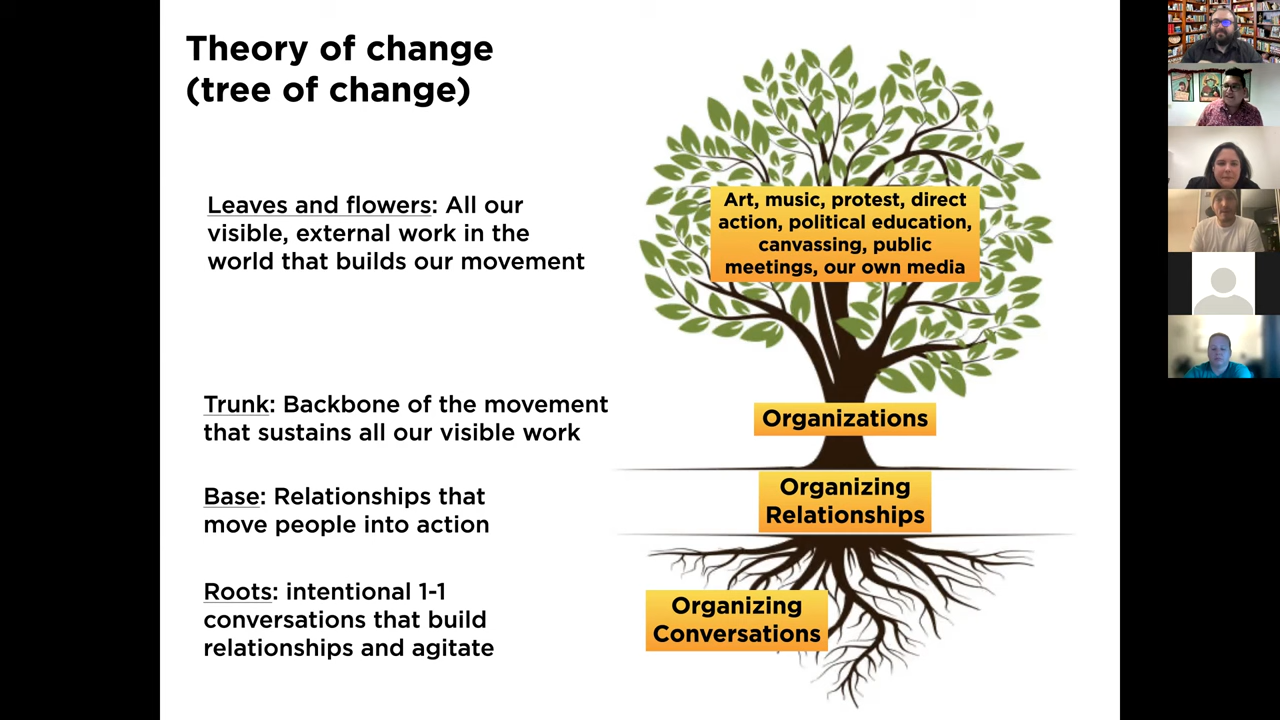 Theory of change
(tree of change)
Leaves and flowers: All our
visible, external work in the
world that builds our movement
Art, music, protest, direct
action, political education,
canvassing, public
meetings, our own media
Trunk: Backbone of the movement
that sustains all our visible work
Organizations
Base: Relationships that
move people into action
Organizing
Relationships
Roots: intentional 1-1
conversations that build
relationships and agitate
Organizing
Conversations